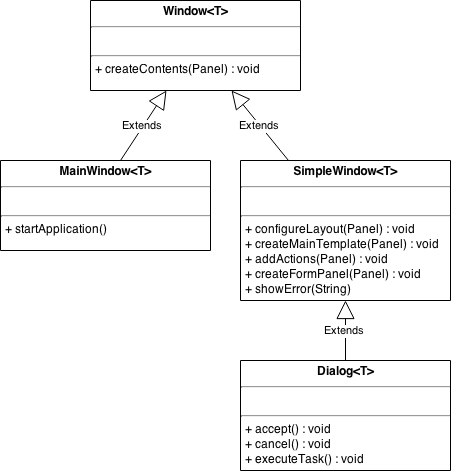 Window<T>
+ createContents(Panel) : void
Extends
Extends
MainWindow<T>
+ startApplication()
SimpleWindow<T>
+ configureLayout(Panel) : void
+ createMainTemplate(Panel) : void
+ addActions(Panel) : void
+ createFormPanel(Panel) : void
+ showError(String)
Extends
Dialog<T>
+ accept() : void
+ cancel() : void
+ executeTask() : void